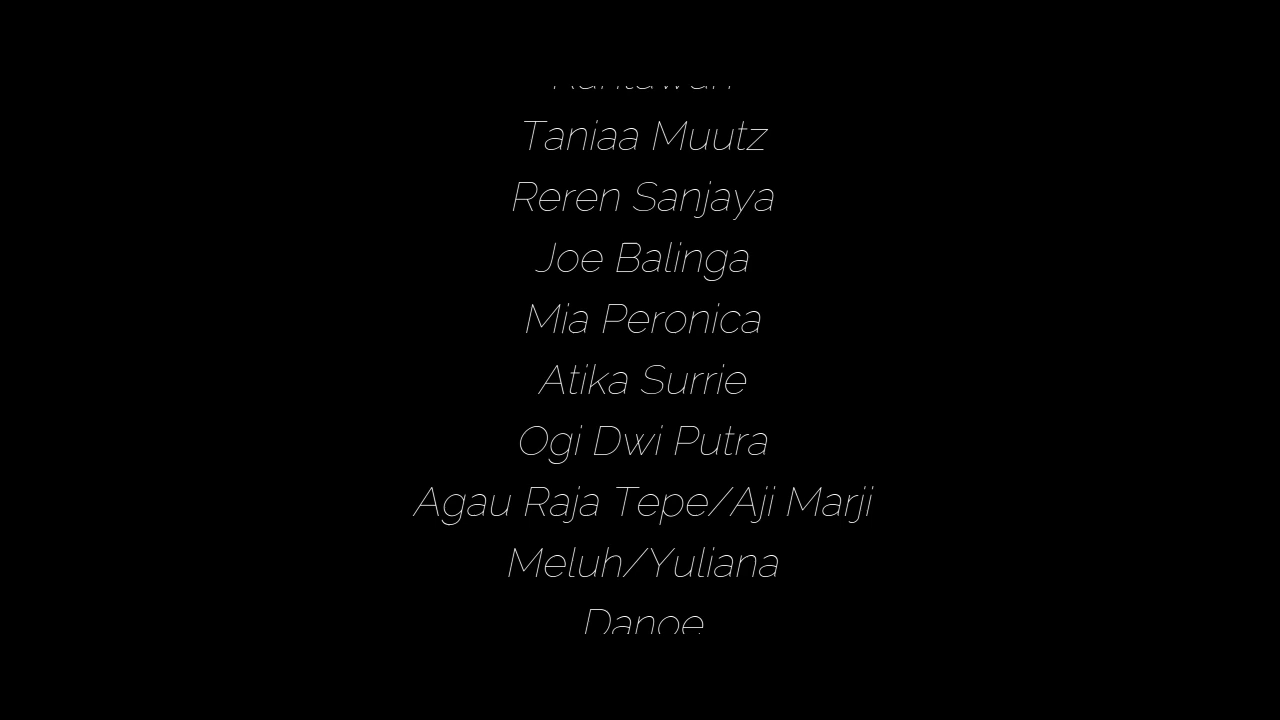 Taniaa Muutz
Reren Sanjaya
Joe Balinga
Mia Peronica
Atika Surrie
Ogi Dwi Putra
Agau Raja Tepe/Aji Marji
Meluh/Yuliana
Danoe